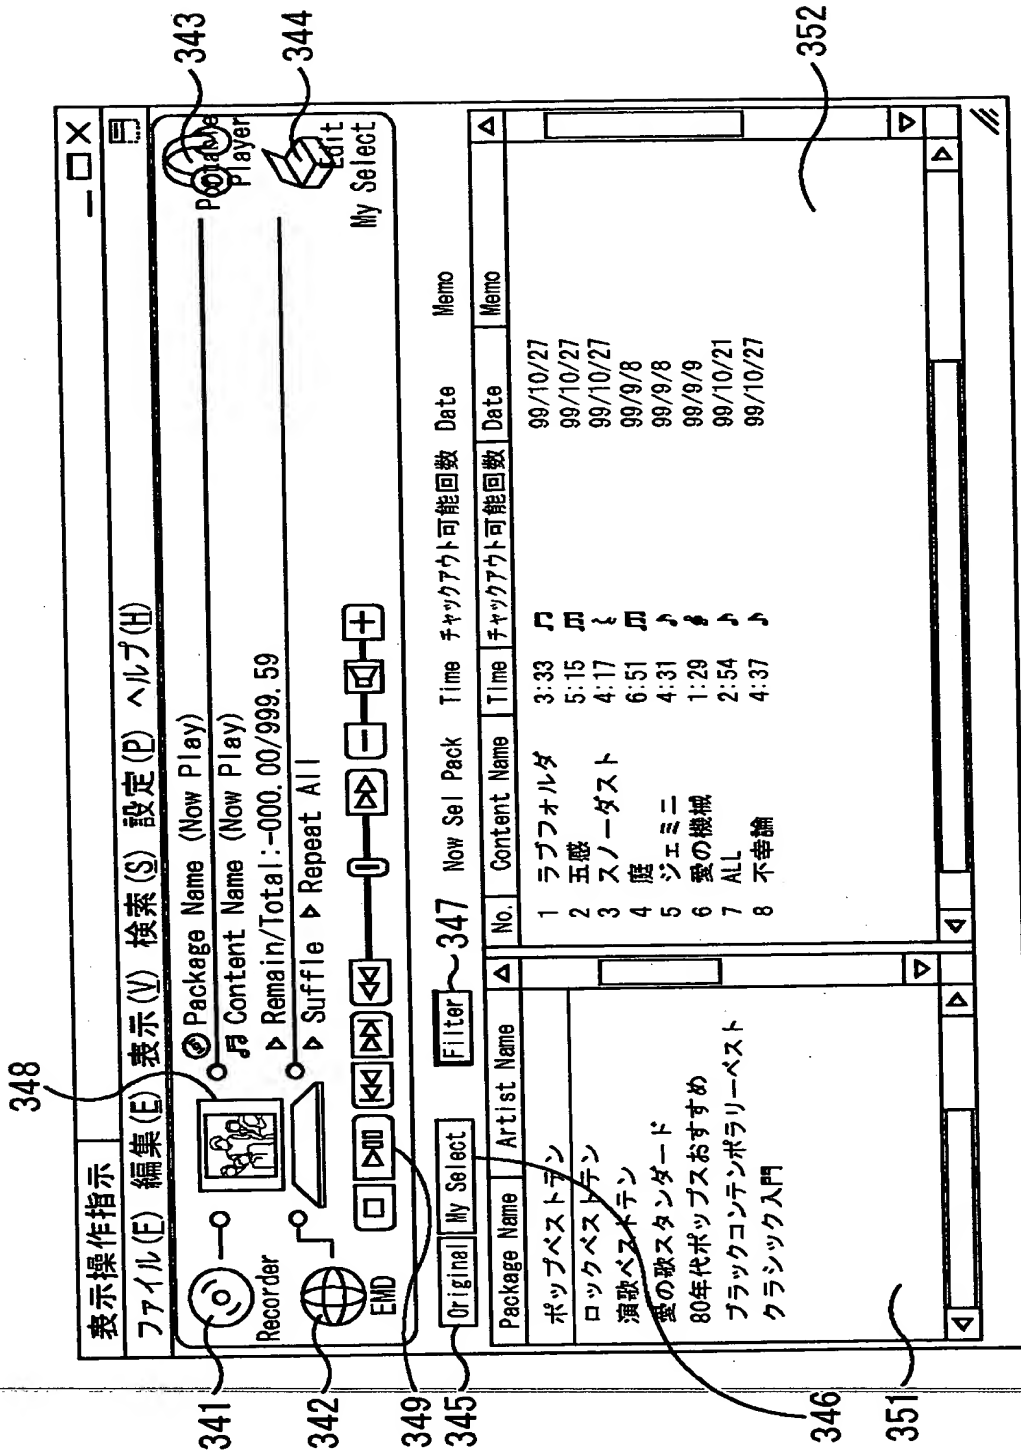 表示操作指示
ファイル(F) 編集(E) 表示(V) 検索(S) 設定(P) ヘルプ(H)
348
341
Recorder
342
EMD
Package Name (Now Play)
Content Name (Now Play)
Remain/Total:-000.00/999.59
Suffle Repeat All
Portable
Player
343
Edit
My Select
344
349
345
Original My Select Filter 347 Now Sel Pack Time チャックアウト可能回数 Date Memo
Package Name Artist Name
ポップベストテン
ロックベストテン
演歌ベストテン
愛の歌スタンダード
80年代ポップスおすすめ
ブラックコンテンポラリーベスト
クラシック入門
346
351
No. Content Name Time チャックアウト可能回数 Date Memo
1 ラブフォルダ 3:33 99/10/27
2 五感 5:15 99/10/27
3 スノーダスト 4:17 99/10/27
4 庭 6:51 99/9/8
5 ジェミニ 4:31 99/9/8
6 愛の機械 1:29 99/9/9
7 ALL 2:54 99/10/21
8 不幸論 4:37 99/10/27
352